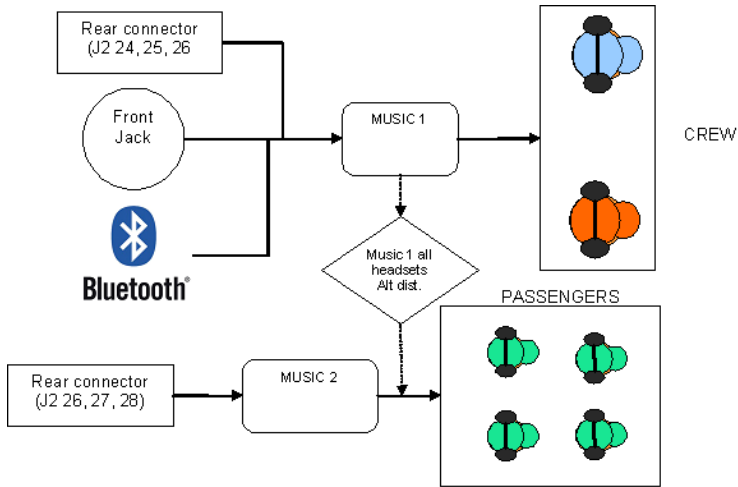 Rear connector
(J2 24, 25, 26
Front
Jack
MUSIC 1
CREW
Bluetooth®
Music 1 all
headsets
Alt dist.
PASSENGERS
Rear connector
(J2 26, 27, 28)
MUSIC 2